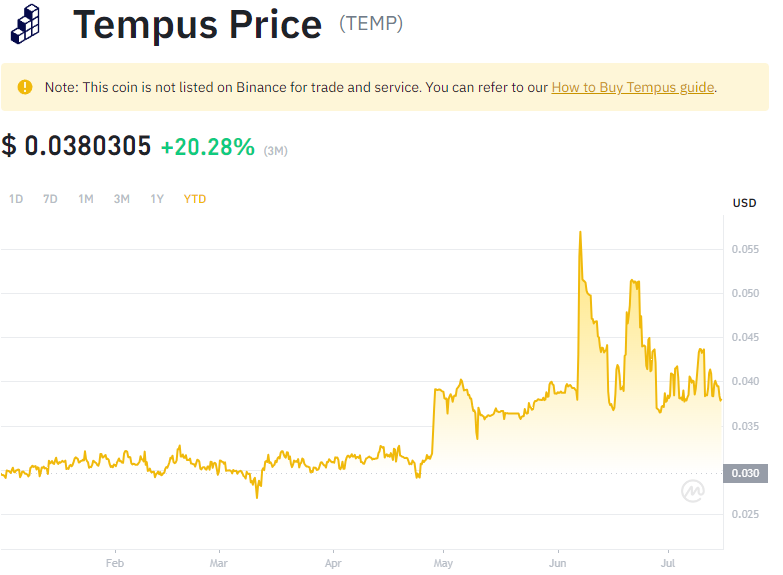 Tempus Price (TEMP)
Note: This coin is not listed on Binance for trade and service. You can refer to our How to Buy Tempus guide.
$ 0.0380305 +20.28% (3M)
1D 7D 1M 3M 1Y YTD
USD
0.055
0.050
0.045
0.040
0.035
0.030
0.025
Feb Mar Apr May Jun Jul